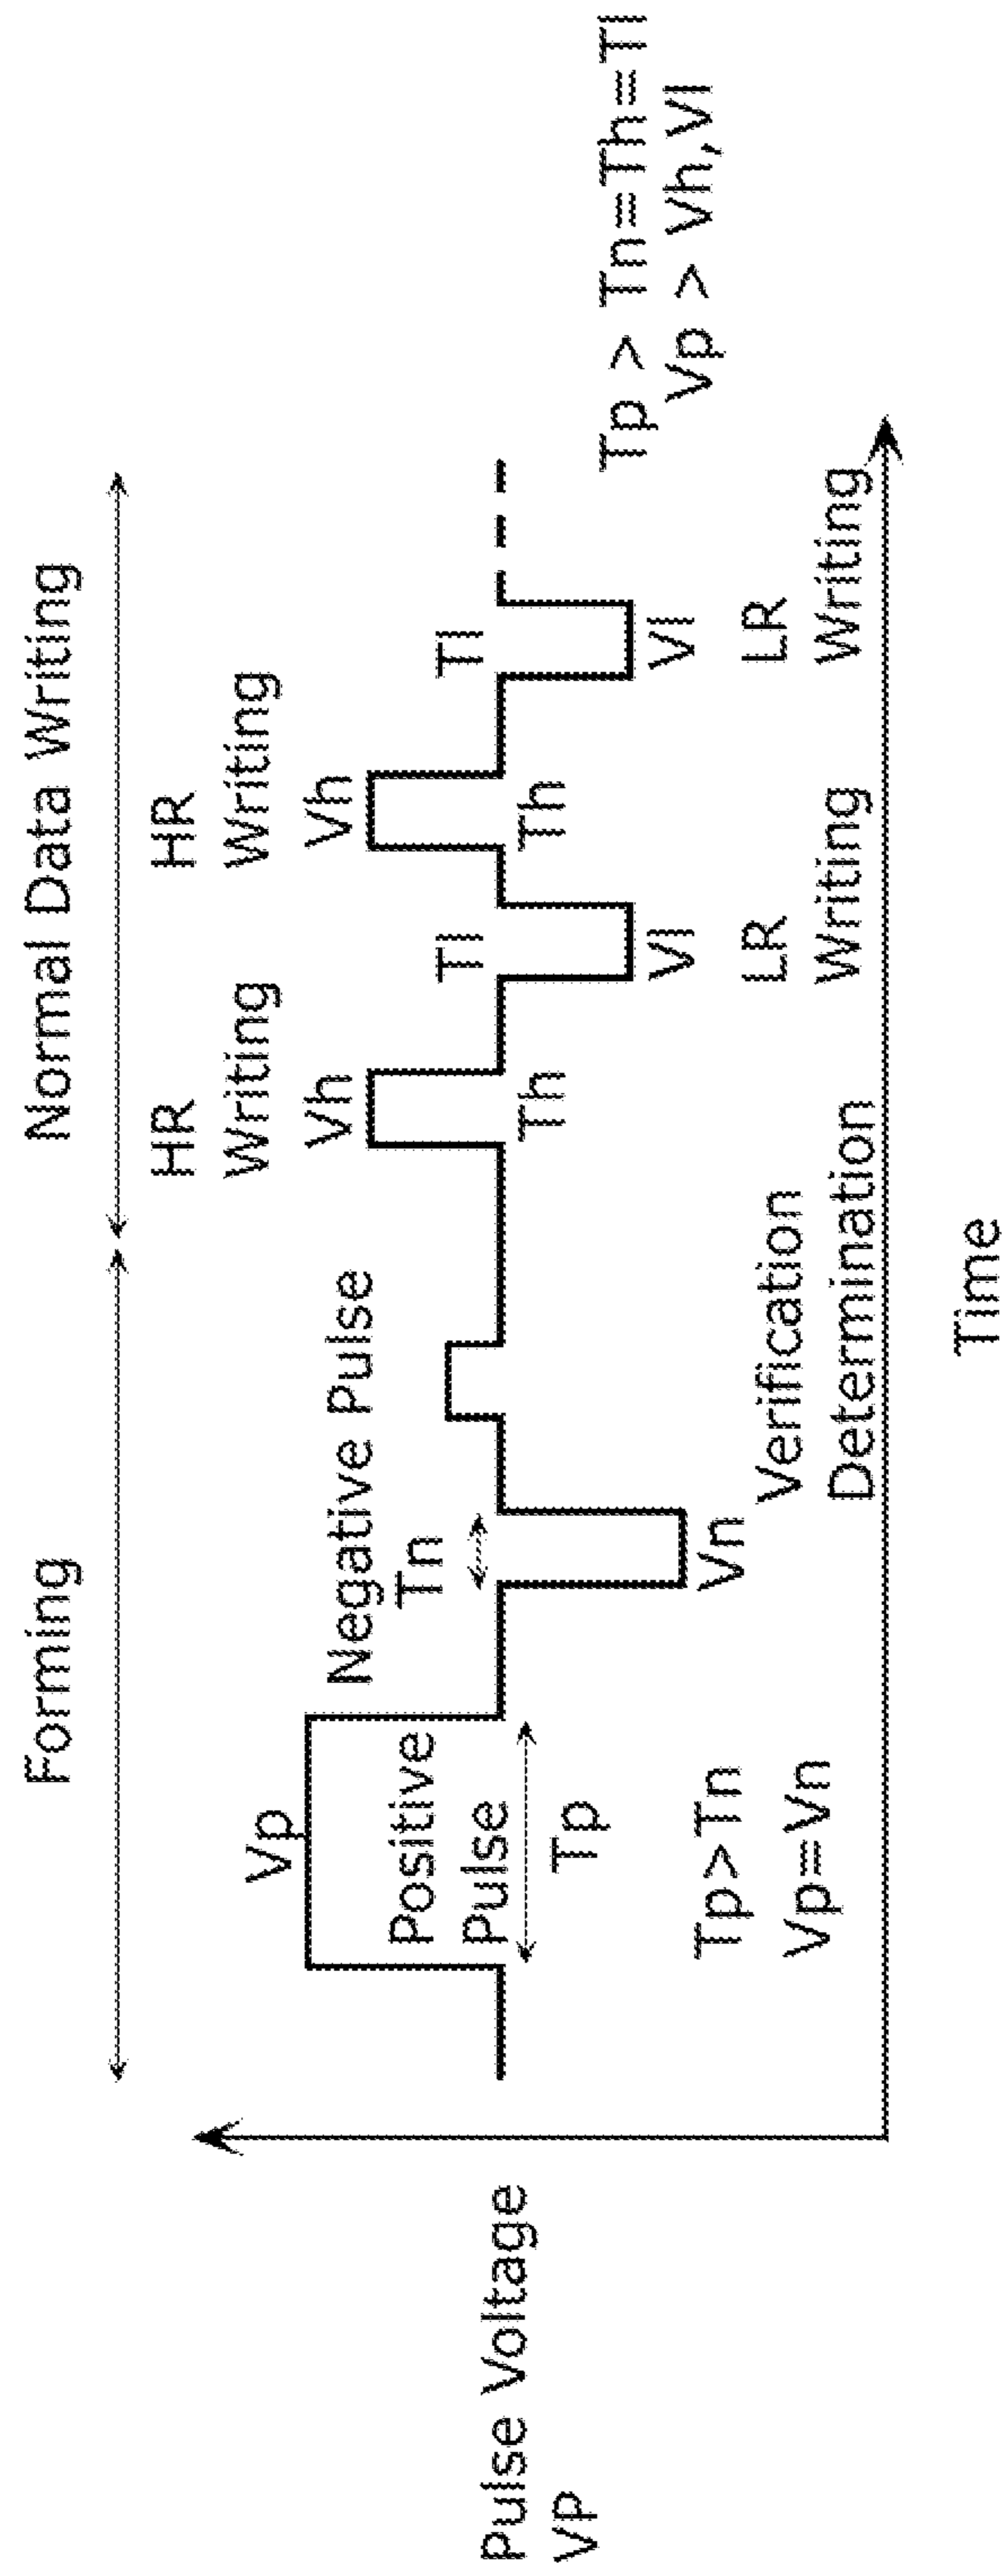 Forming
Normal Data Writing
HR
Writing
HR
Writing
Vp
Negative Pulse
Vh
Vh
Positive
Pulse
Tn
Tl
Tl
Tp
Th
Th
Tp>Tn
Vp=Vn
Vn
Vl
Vl
Tp > Tn=Th=Tl
Vp > Vh,Vl
Verification
Determination
LR
Writing
LR
Writing
Pulse Voltage
VP
Time